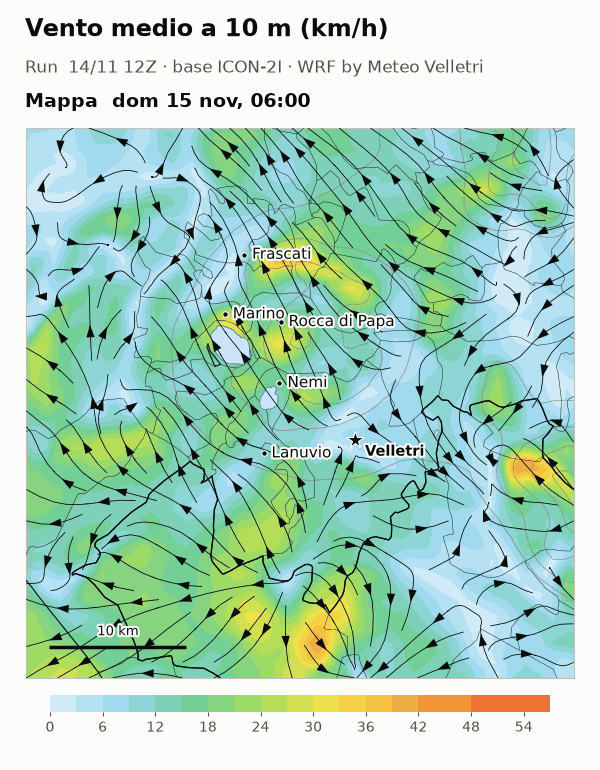 Vento medio a 10 m (km/h)
Run  14/11 12Z · base ICON-2I · WRF by Meteo Velletri
Mappa  dom 15 nov, 06:00
Frascati
Marino
Rocca di Papa
Nemi
Velletri
Lanuvio
10 km
0 6 12 18 24 30 36 42 48 54